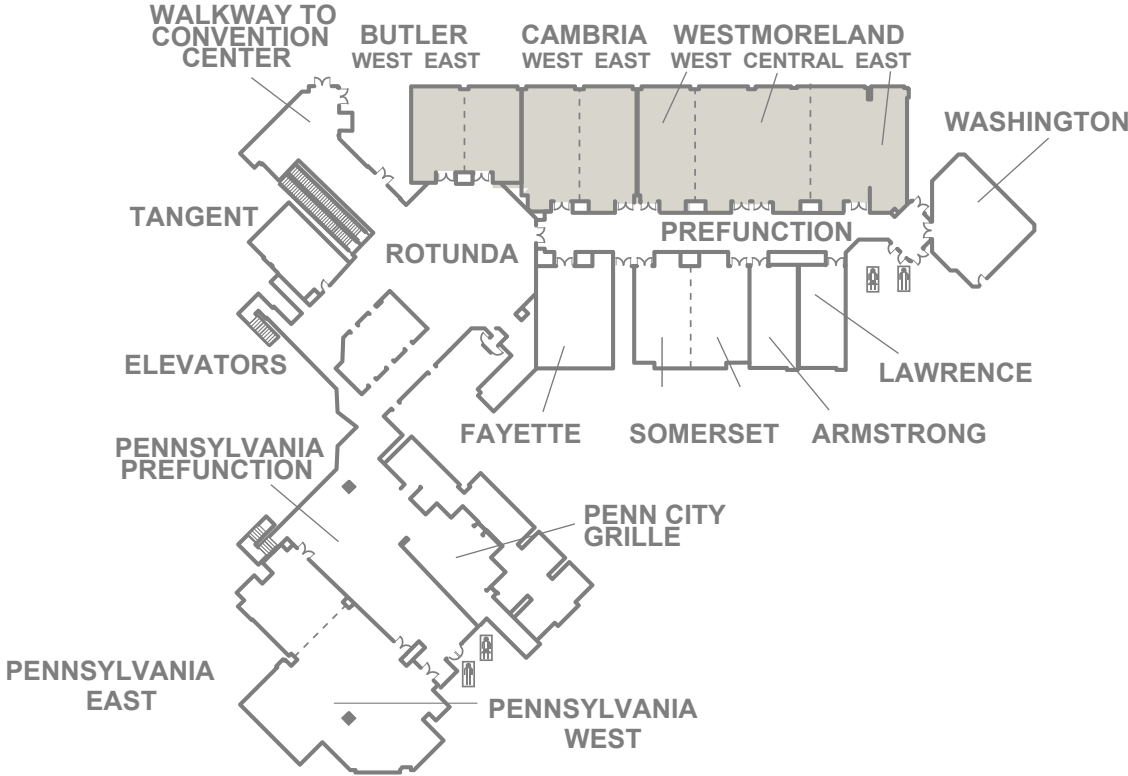 WALKWAY TO
CONVENTION
CENTER
BUTLER
WEST EAST
CAMBRIA
WEST EAST
WESTMORELAND
WEST CENTRAL EAST
WASHINGTON
TANGENT
ROTUNDA
PREFUNCTION
ELEVATORS
LAWRENCE
FAYETTE
SOMERSET
ARMSTRONG
PENNSYLVANIA
PREFUNCTION
PENN CITY
GRILLE
PENNSYLVANIA
EAST
PENNSYLVANIA
WEST